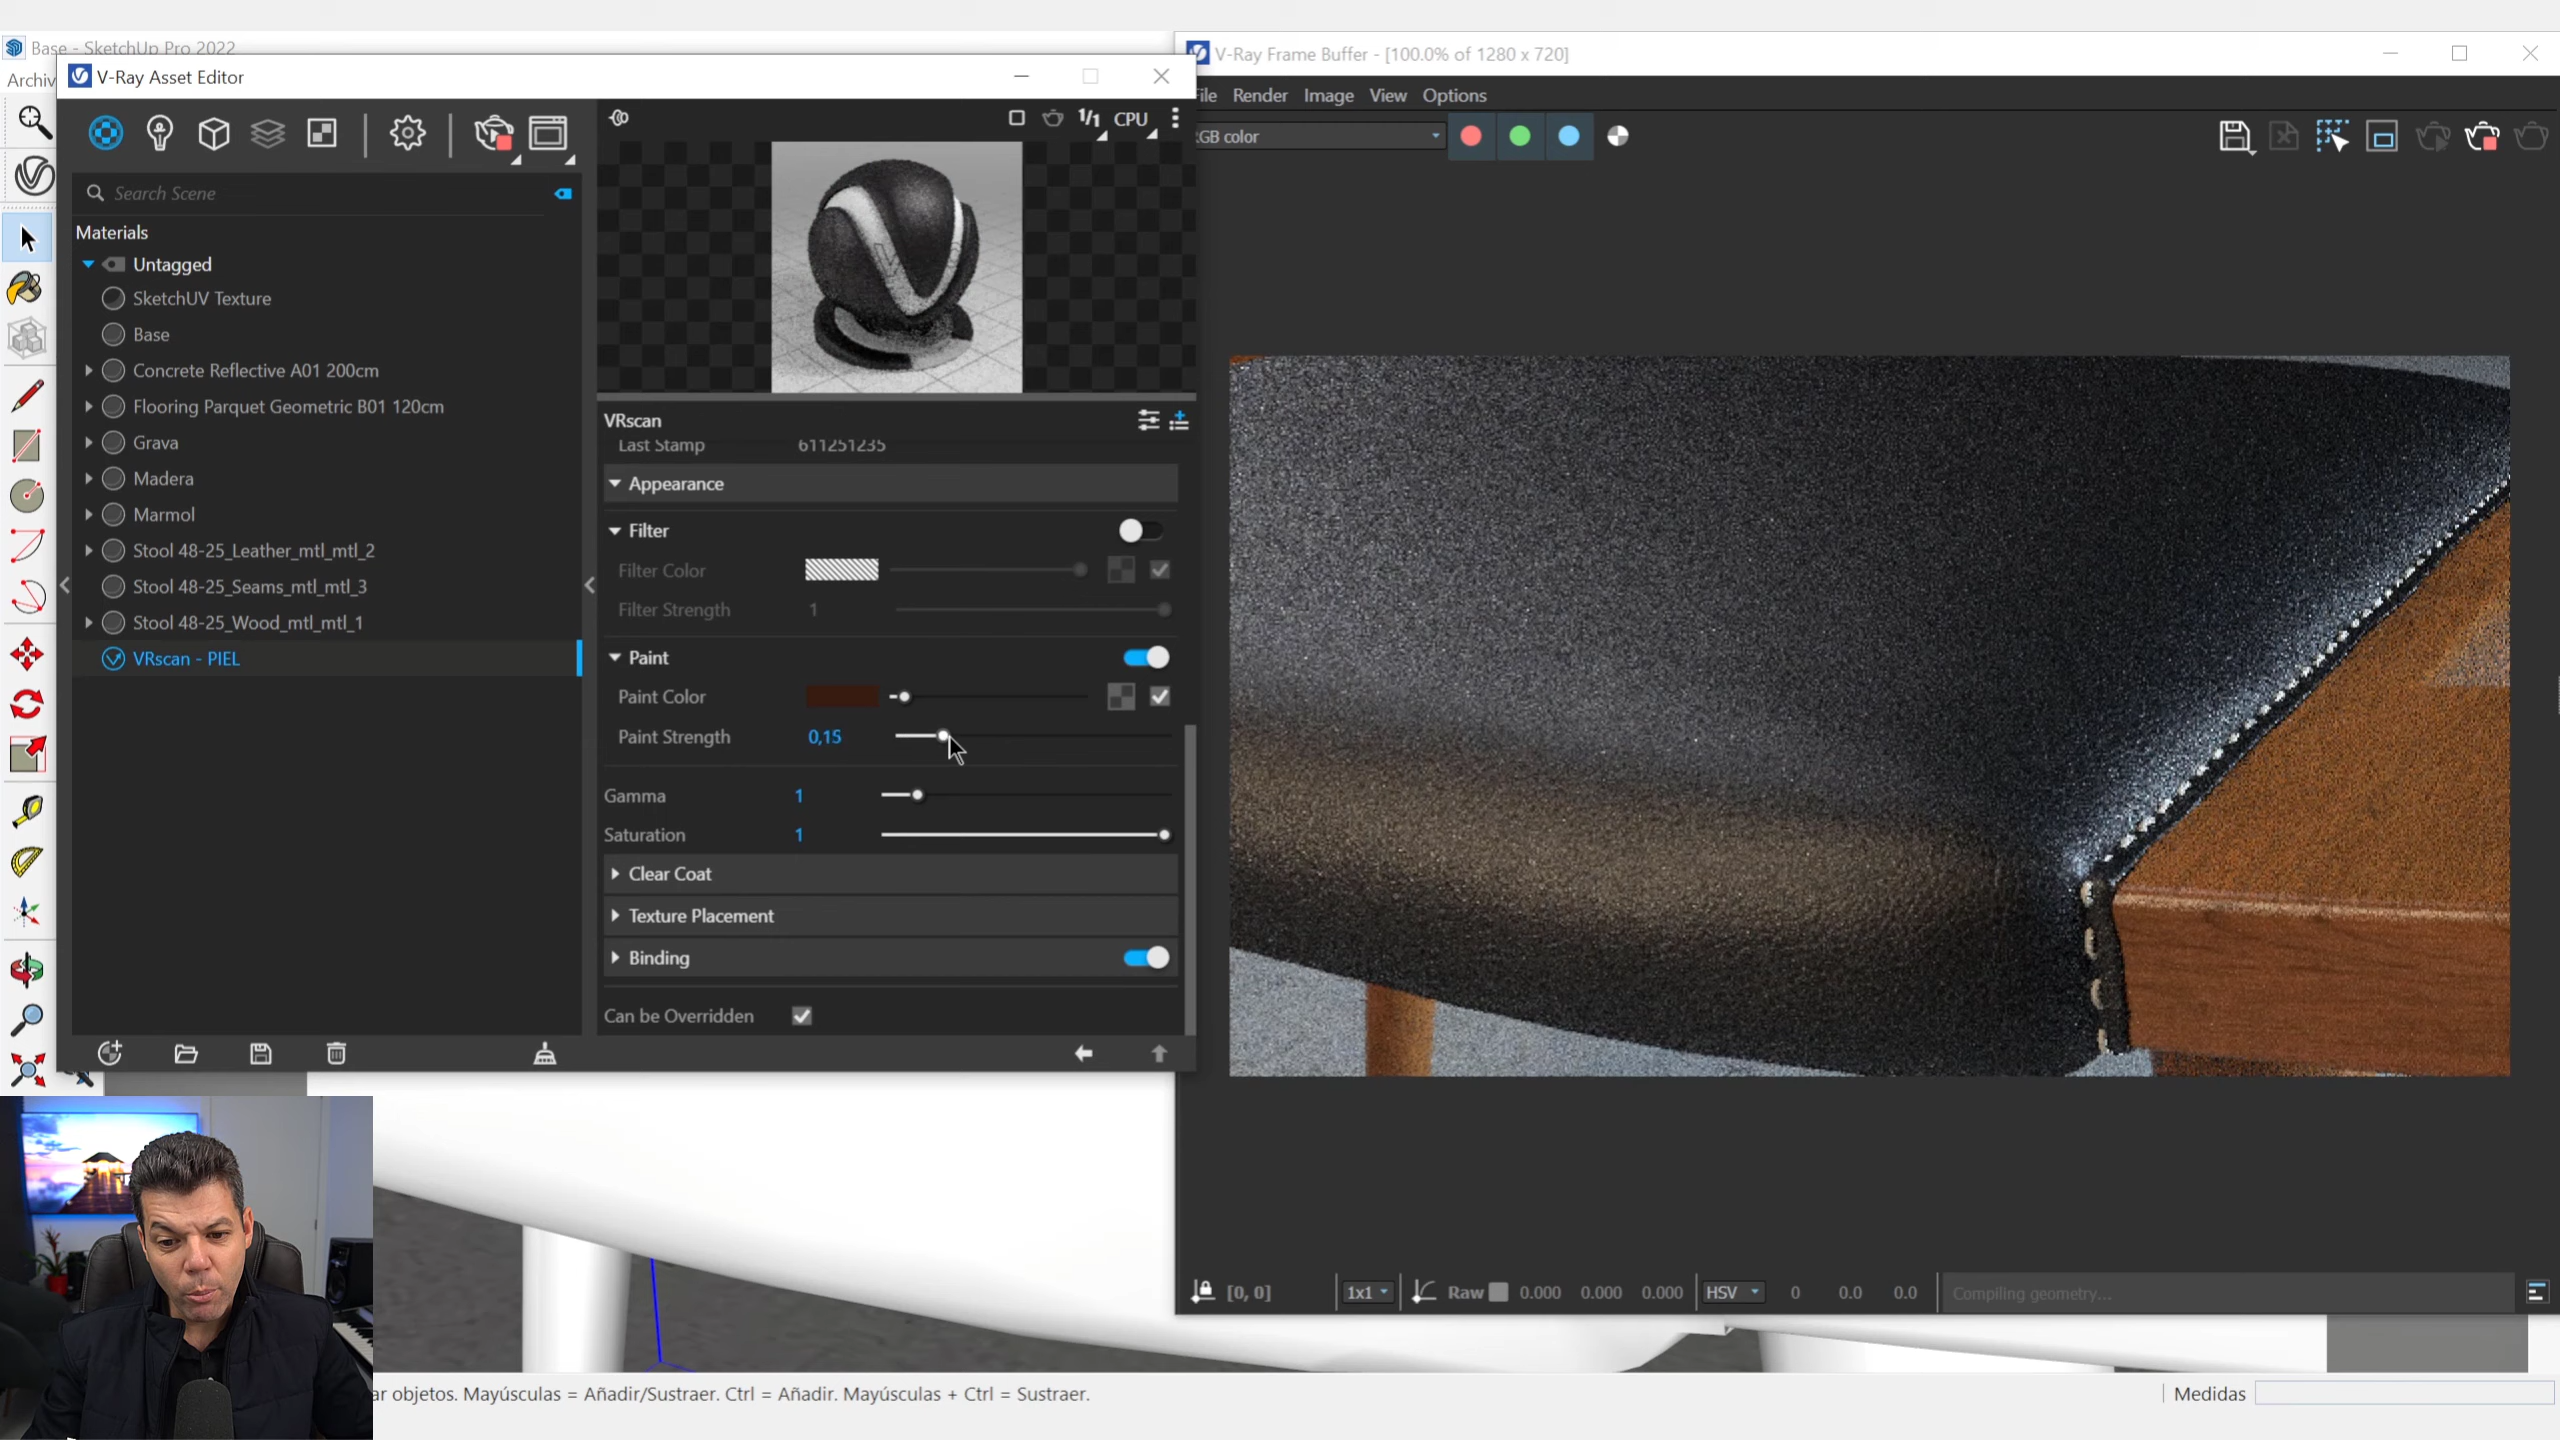 Base - SketchUp Pro 2022
Archiv
V-Ray Asset Editor
Search Scene
Materials
Untagged
SketchUV Texture
Base
Concrete Reflective A01 200cm
Flooring Parquet Geometric B01 120cm
Grava
Madera
Marmol
Stool 48-25_Leather_mtl_mtl_2
Stool 48-25_Seams_mtl_mtl_3
Stool 48-25_Wood_mtl_mtl_1
VRscan - PIEL
1/1 CPU
VRscan
Last Stamp 611251235
Appearance
Filter
Filter Color
Filter Strength 1
Paint
Paint Color
Paint Strength 0,15
Gamma 1
Saturation 1
Clear Coat
Texture Placement
Binding
Can be Overridden
V-Ray Frame Buffer - [100.0% of 1280 x 720]
ile Render Image View Options
GB color
[0, 0] 1x1 Raw 0.000 0.000 0.000 HSV 0 0.0 0.0 Compiling geometry...
ar objetos. Mayúsculas = Añadir/Sustraer. Ctrl = Añadir. Mayúsculas + Ctrl = Sustraer.
Medidas